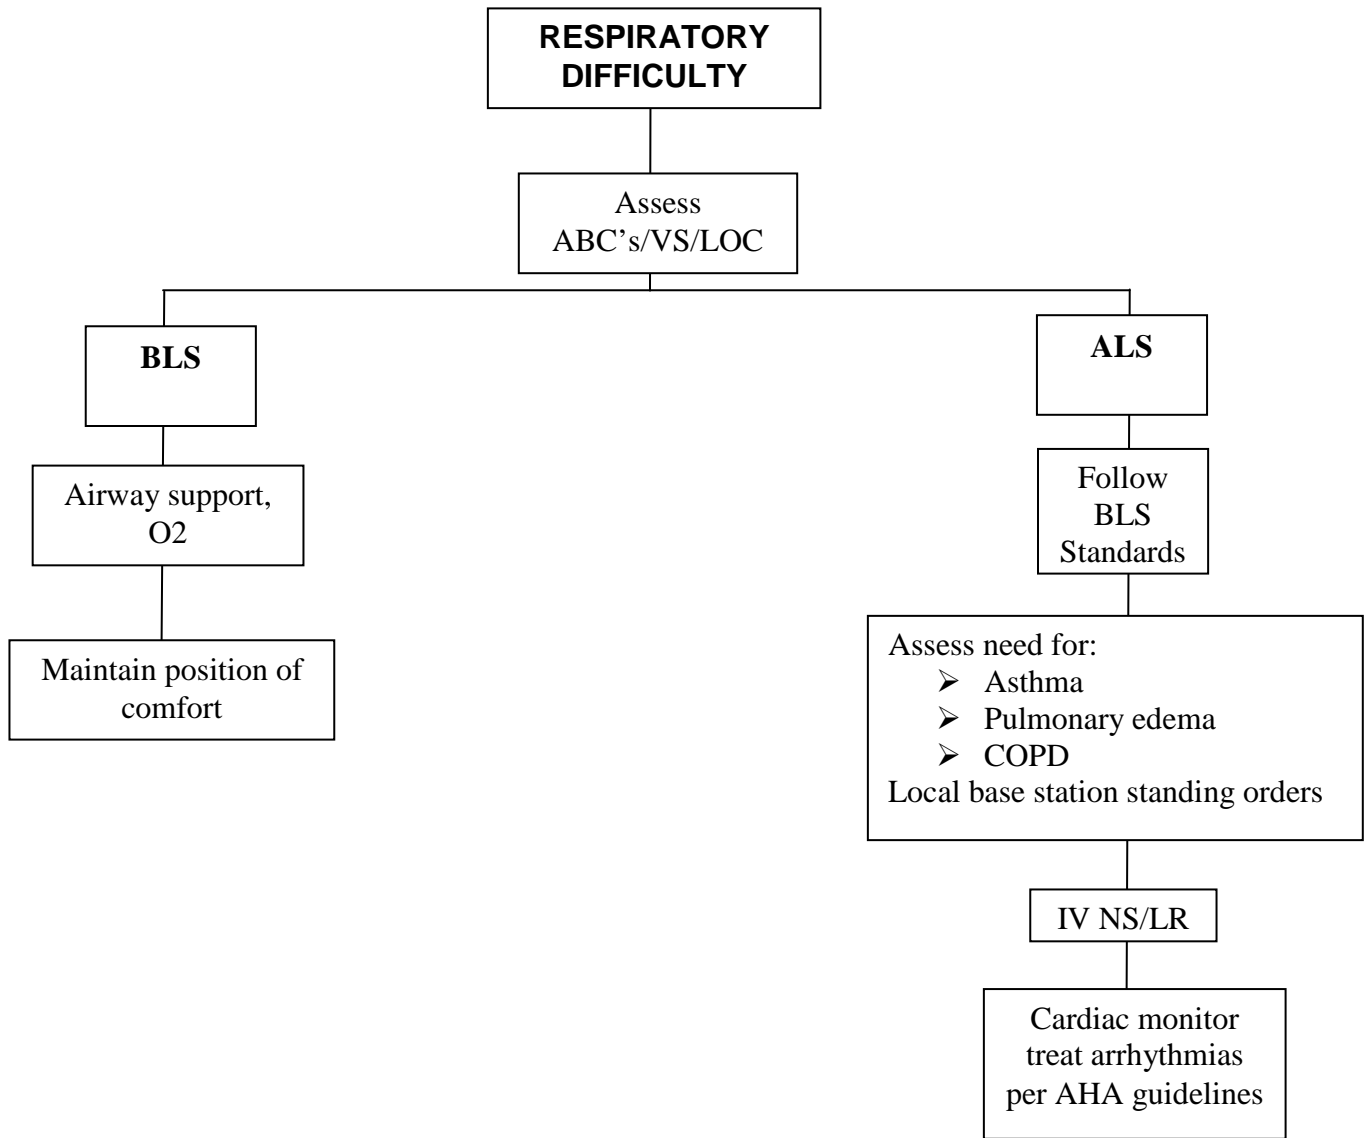 RESPIRATORY
DIFFICULTY
Assess
ABC’s/VS/LOC
BLS
Airway support,
O2
Maintain position of
comfort
ALS
Follow
BLS
Standards
Assess need for:
➢ Asthma
➢ Pulmonary edema
➢ COPD
Local base station standing orders
IV NS/LR
Cardiac monitor
treat arrhythmias
per AHA guidelines